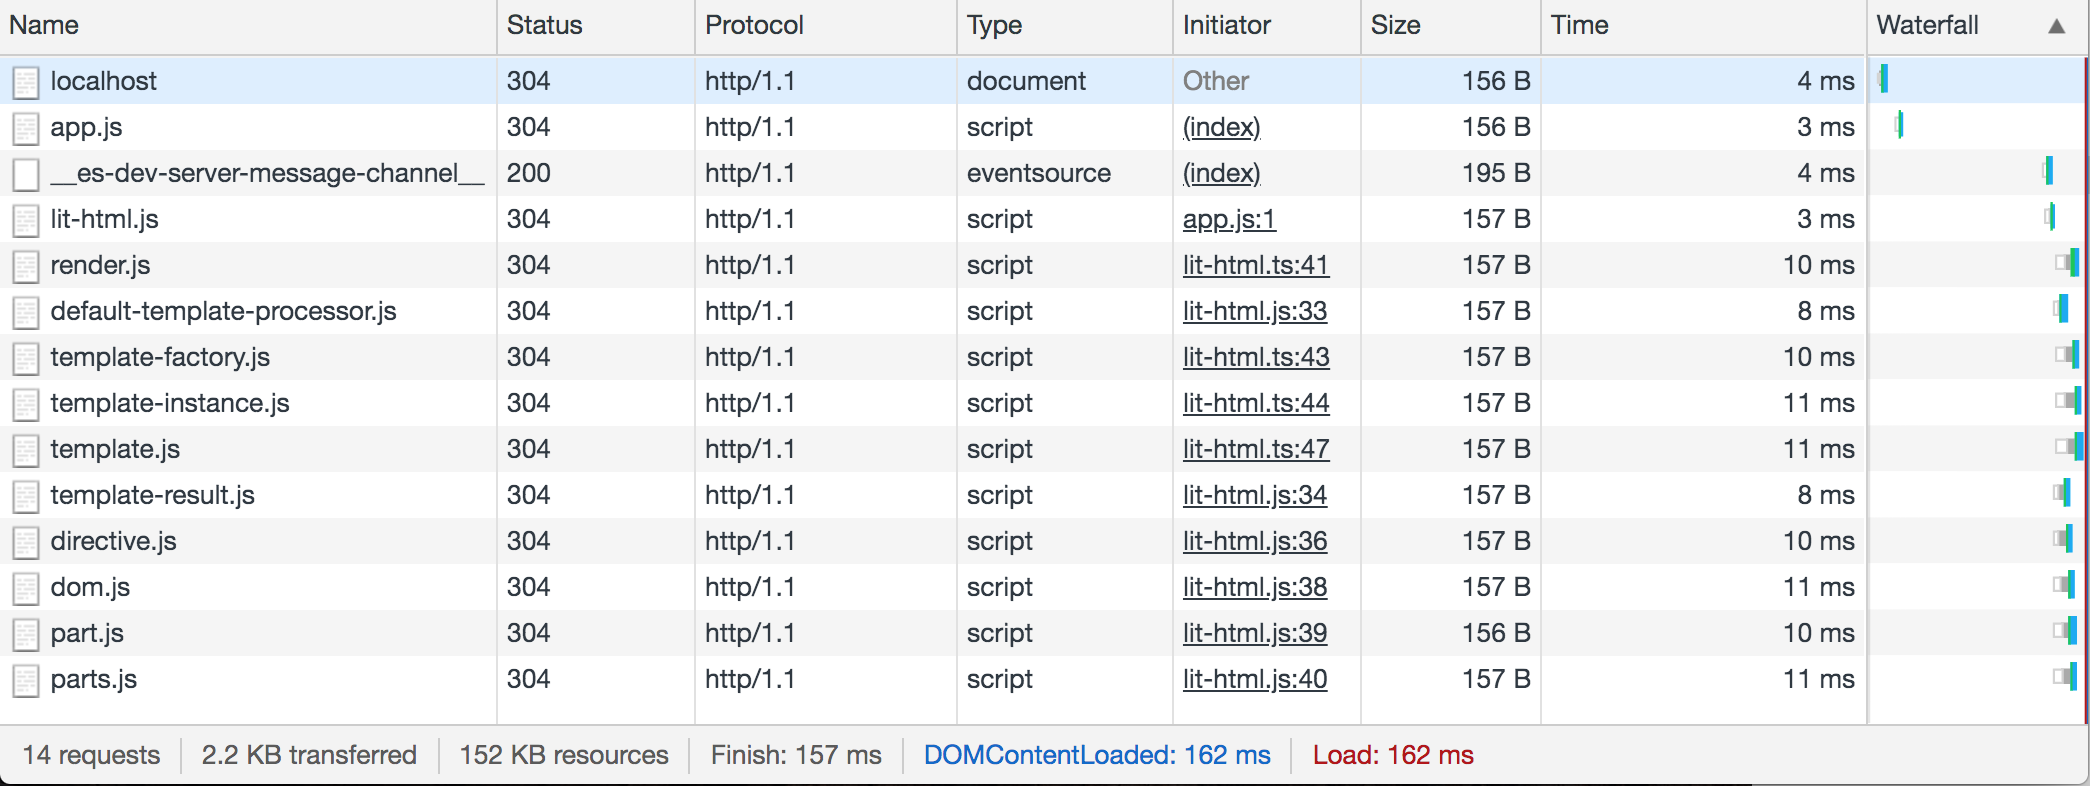 Name Status Protocol Type Initiator Size Time Waterfall ▲
localhost 304 http/1.1 document Other 156 B 4 ms
app.js 304 http/1.1 script (index) 156 B 3 ms
__es-dev-server-message-channel__ 200 eventsource (index) 195 B 4 ms
lit-html.js 304 http/1.1 script app.js:1 157 B 3 ms
render.js 304 http/1.1 script lit-html.ts:41 157 B 10 ms
default-template-processor.js 304 http/1.1 script lit-html.js:33 157 B 8 ms
template-factory.js 304 http/1.1 script lit-html.ts:43 157 B 10 ms
template-instance.js 304 http/1.1 script lit-html.ts:44 157 B 11 ms
template.js 304 http/1.1 script lit-html.ts:47 157 B 11 ms
template-result.js 304 http/1.1 script lit-html.js:34 157 B 8 ms
directive.js 304 http/1.1 script lit-html.js:36 157 B 10 ms
dom.js 304 http/1.1 script lit-html.js:38 157 B 11 ms
part.js 304 http/1.1 script lit-html.js:39 156 B 10 ms
parts.js 304 http/1.1 script lit-html.js:40 157 B 11 ms
14 requests 2.2 KB transferred 152 KB resources Finish: 157 ms DOMContentLoaded: 162 ms Load: 162 ms